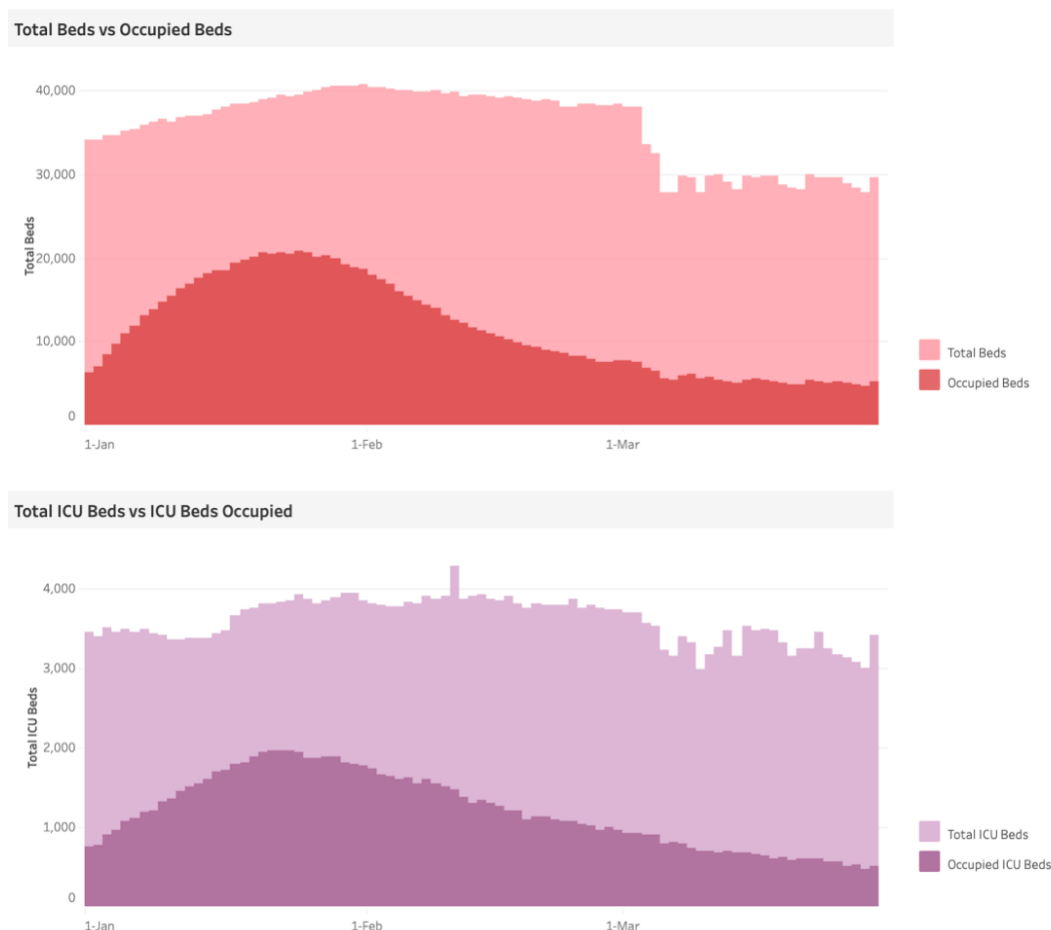 Total Beds vs Occupied Beds
40,000
30,000
20,000
10,000
0
Total Beds
1-Jan
1-Feb
1-Mar
Total Beds
Occupied Beds
Total ICU Beds vs ICU Beds Occupied
4,000
3,000
2,000
1,000
0
Total ICU Beds
1-Jan
1-Feb
1-Mar
Total ICU Beds
Occupied ICU Beds